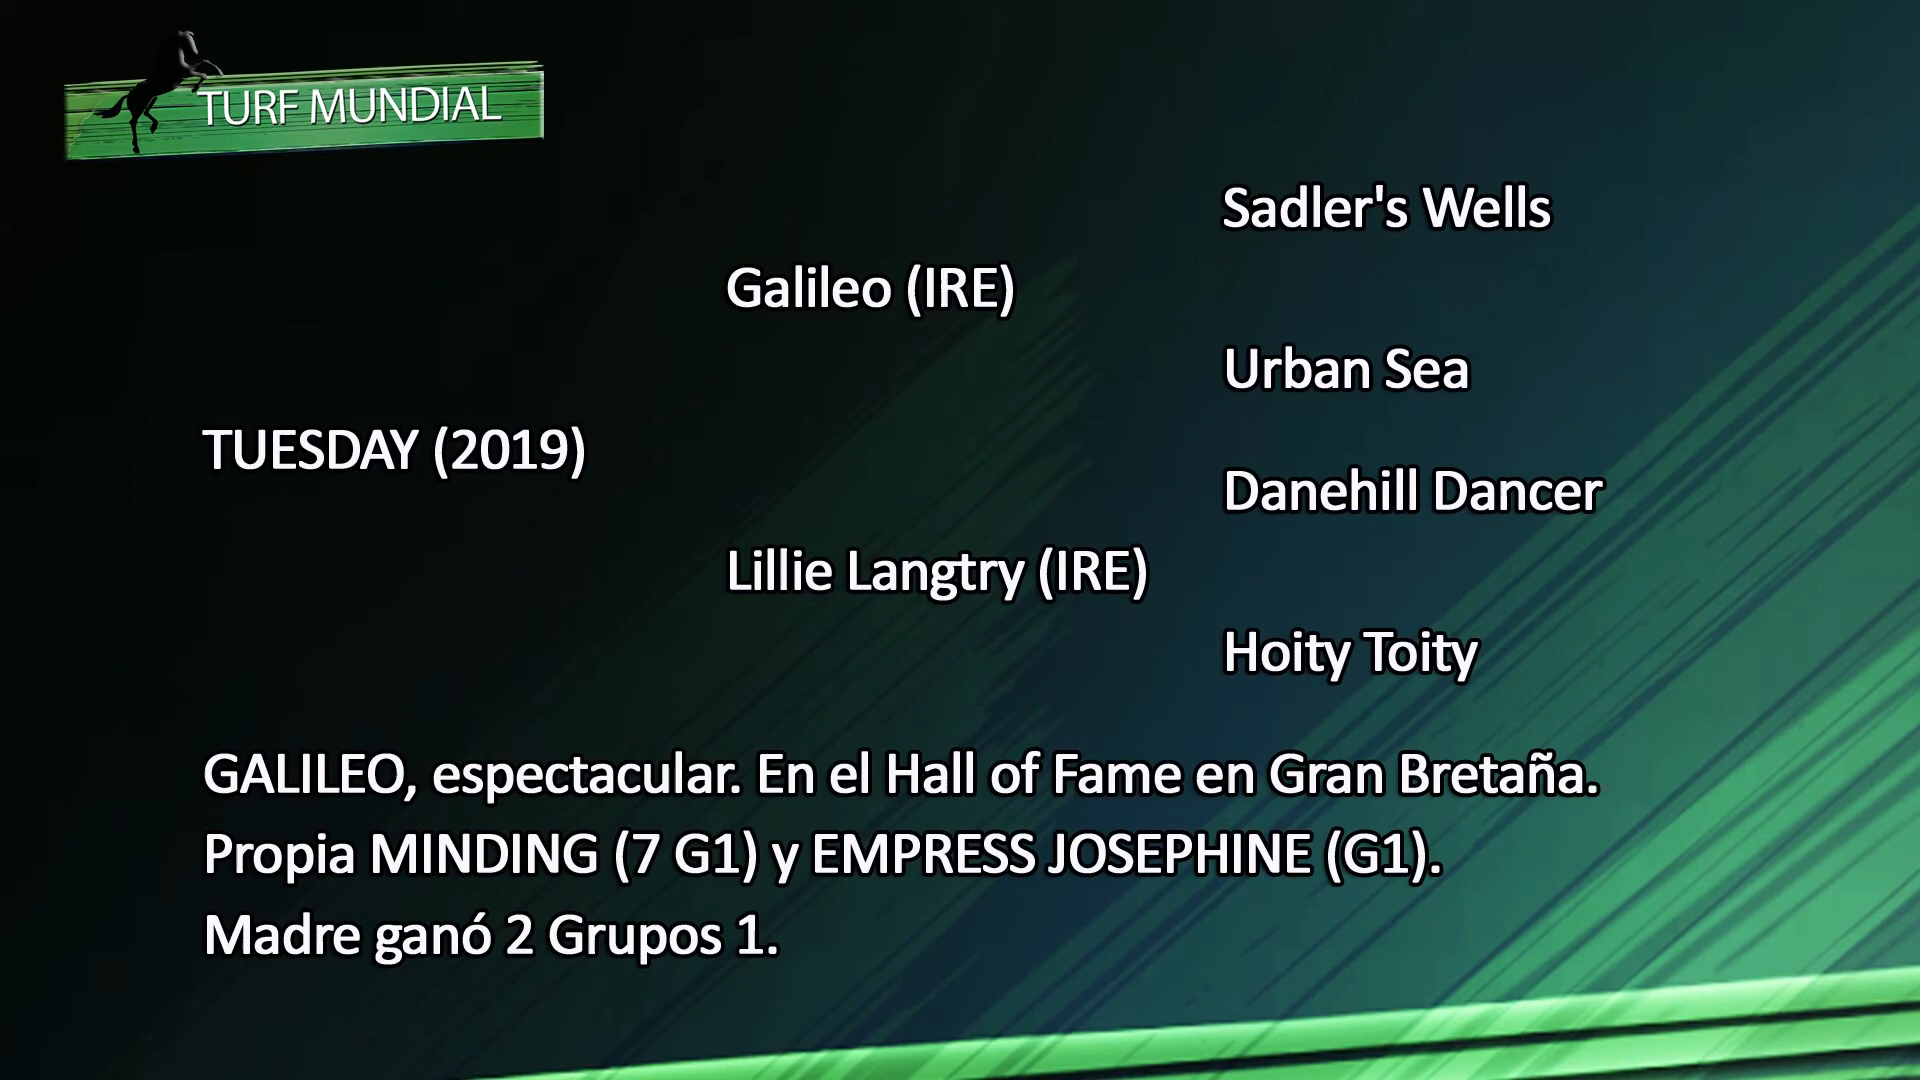 TURF MUNDIAL
Sadler's Wells
Galileo (IRE)
Urban Sea
TUESDAY (2019)
Danehill Dancer
Lillie Langtry (IRE)
Hoity Toity
GALILEO, espectacular. En el Hall of Fame en Gran Bretaña.
Propia MINDING (7 G1) y EMPRESS JOSEPHINE (G1).
Madre ganó 2 Grupos 1.